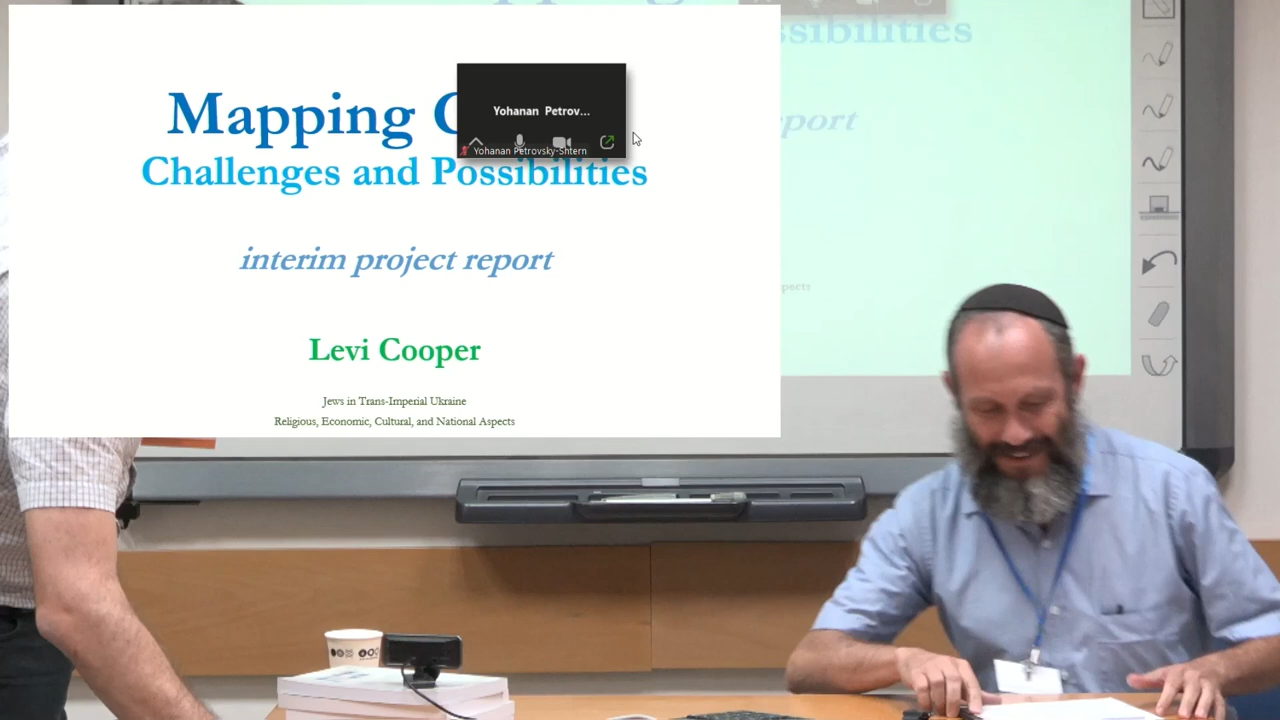 Mapping
Yohanan Petrov...
Yohanan Petrovsky-Shtern
Challenges and Possibilities
interim project report
Levi Cooper
Jews in Trans-Imperial Ukraine
Religious, Economic, Cultural, and National Aspects
ssibilities
port
pects